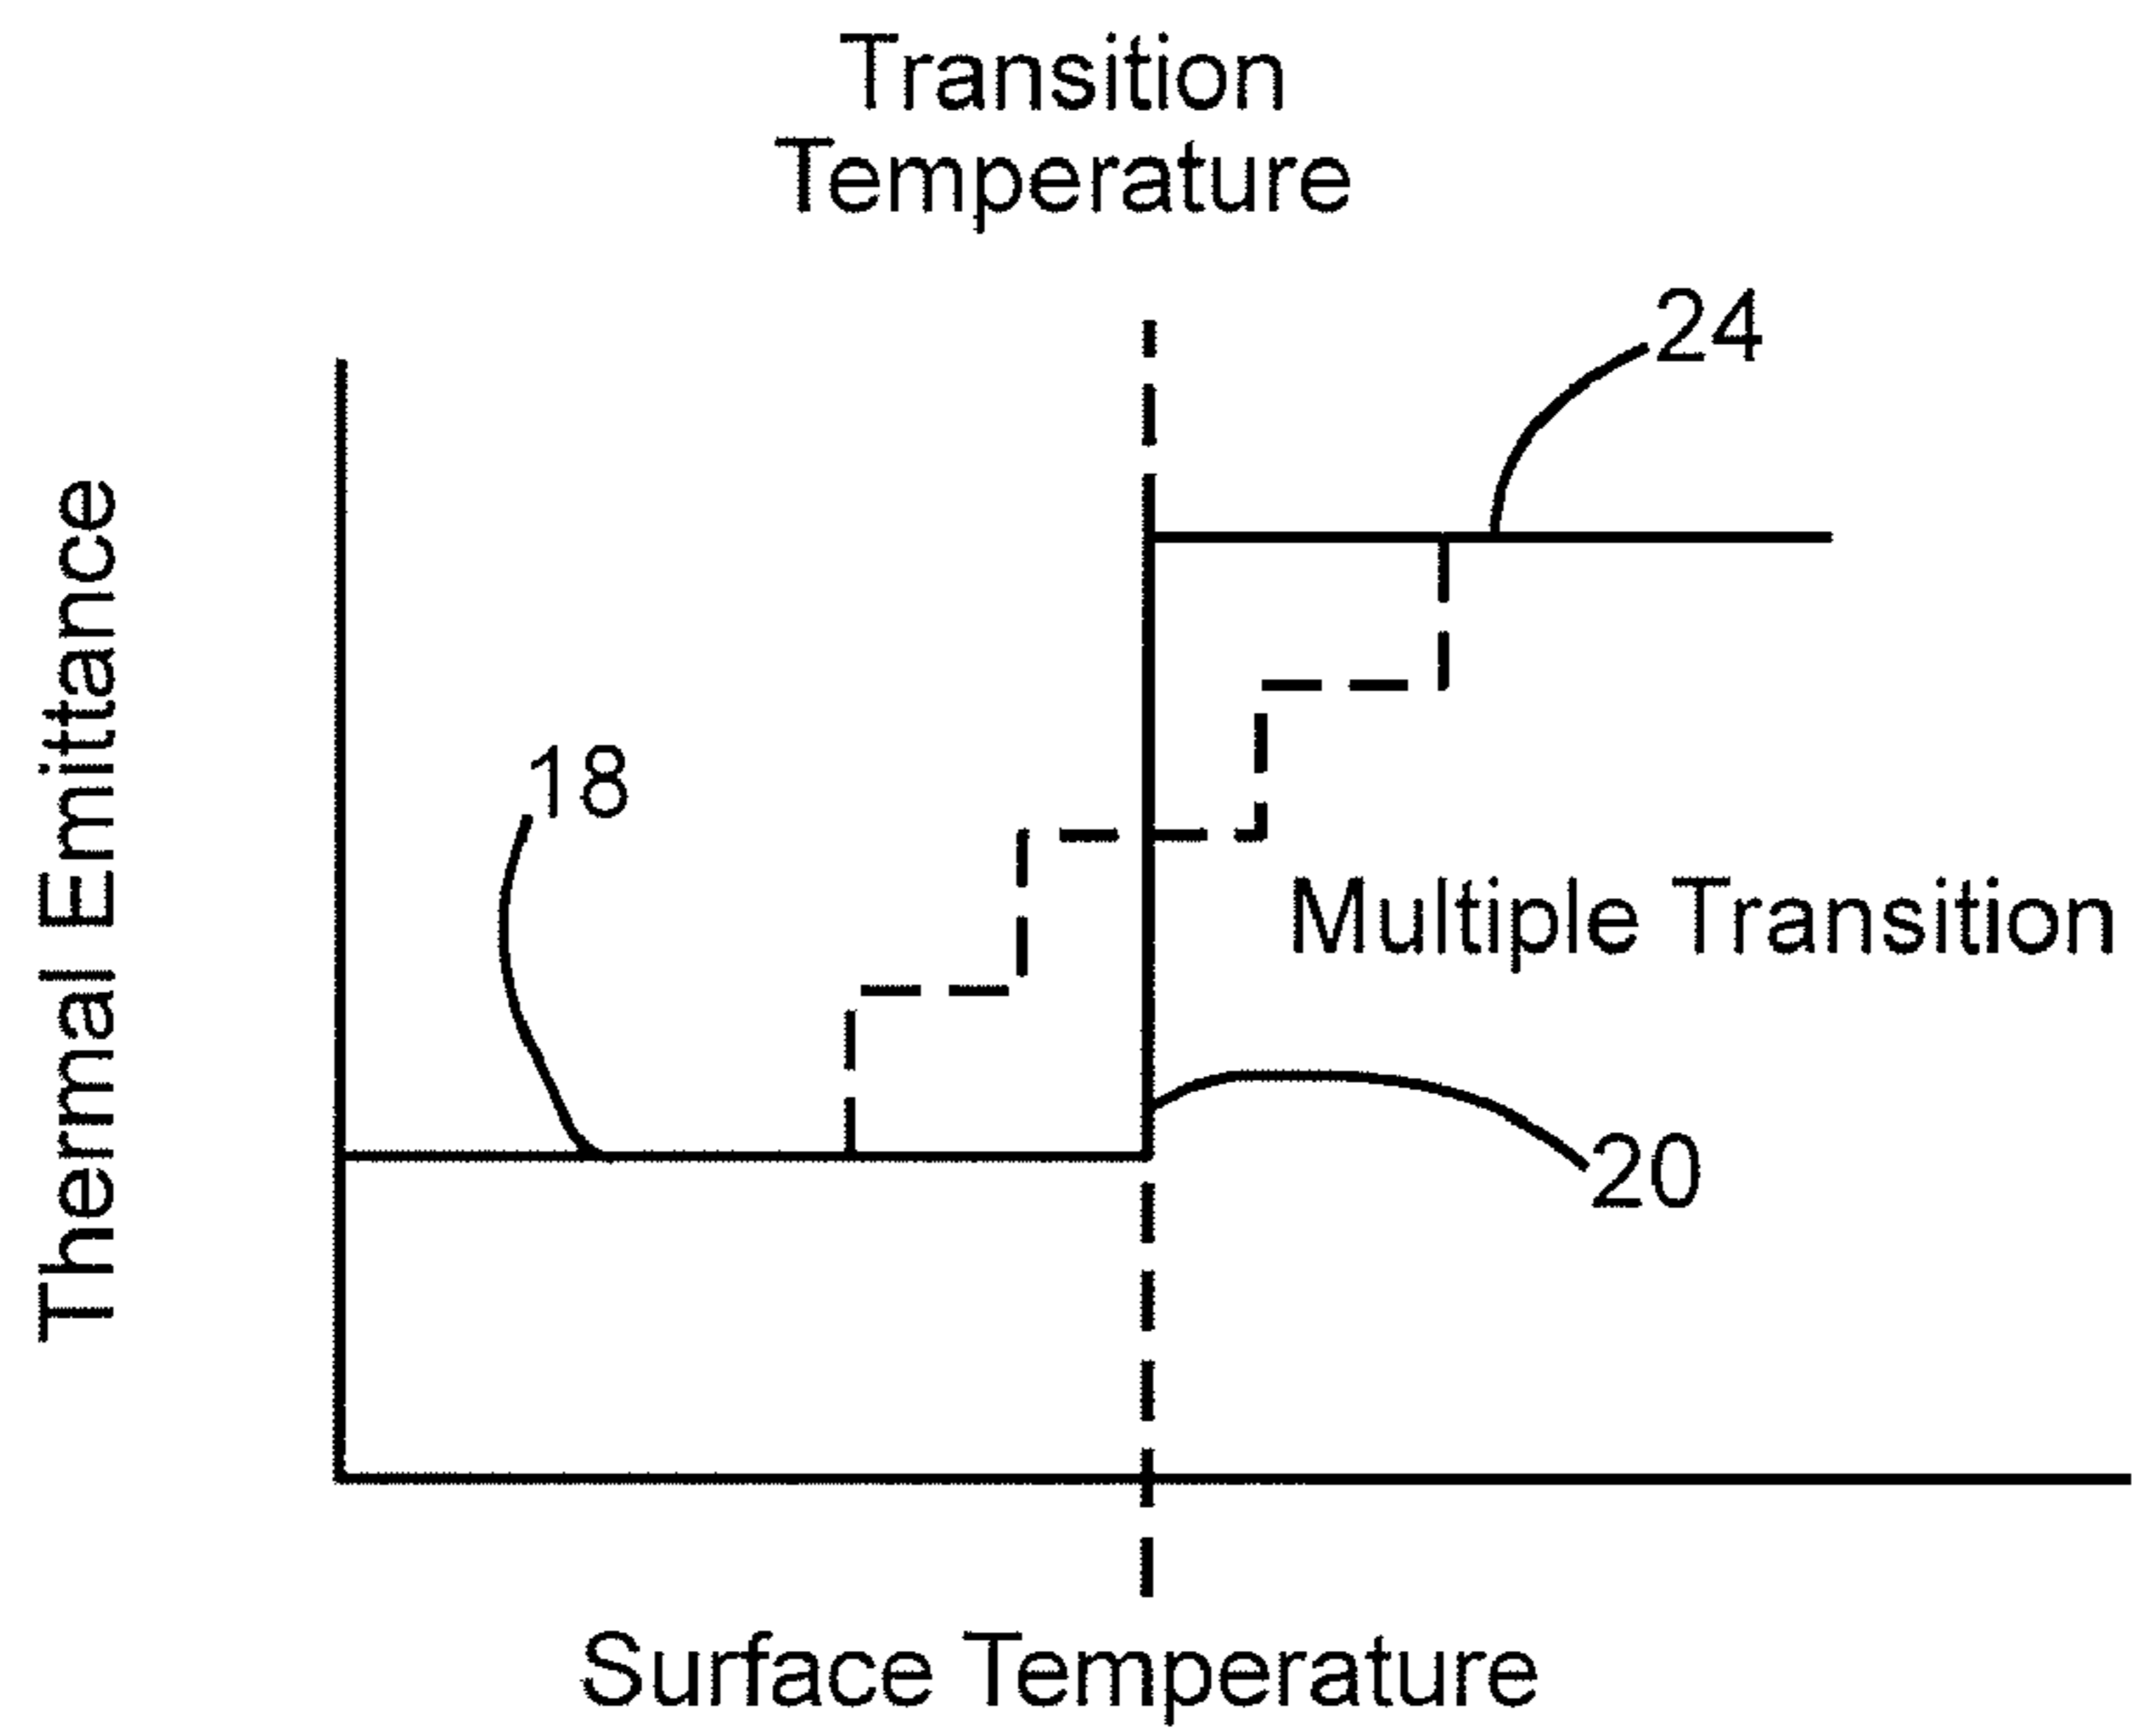 Transition
Temperature
24
Thermal Emittance
18
Multiple Transition
20
Surface Temperature